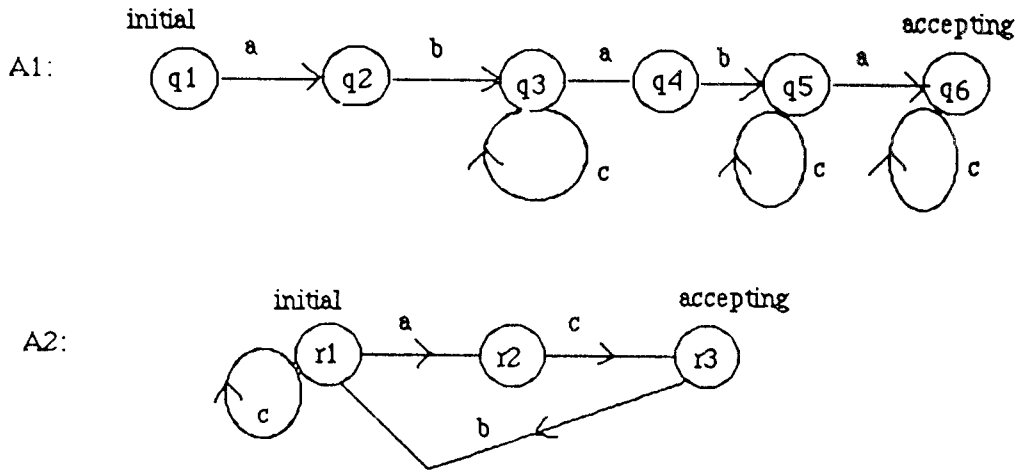 initial
accepting
A1: q1 a q2 b q3 a q4 b q5 a q6
c c c
initial
accepting
A2: r1 a r2 c r3
c
b